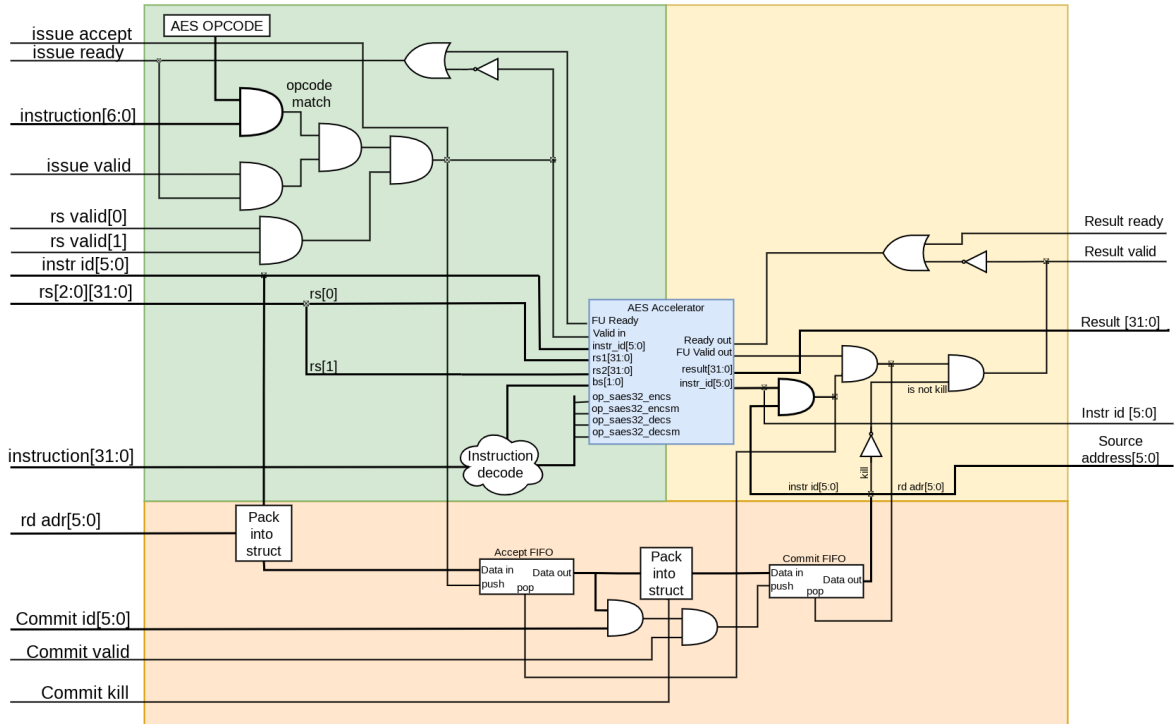 AES OPCODE
issue accept
issue ready
opcode
match
instruction[6:0]
issue valid
rs valid[0]
rs valid[1]
instr id[5:0]
rs[2:0][31:0]
rs[0]
rs[1]
Result ready
Result valid
AES Accelerator
FU Ready
Valid in
instr_id[5:0]
rs1[31:0]
rs2[31:0]
bs[1:0]
op_saes32_encs
op_saes32_encsm
op_saes32_decs
op_saes32_decsm
Ready out
FU Valid out
result[31:0]
instr_id[5:0]
Result [31:0]
is not kill
Instr id [5:0]
Source
address[5:0]
kill
instr id[5:0]
rd adr[5:0]
instruction[31:0]
Instruction
decode
rd adr[5:0]
Pack
into
struct
Accept FIFO
Data in
push
pop
Data out
Pack
into
struct
Commit FIFO
Data in
push
pop
Data out
Commit id[5:0]
Commit valid
Commit kill